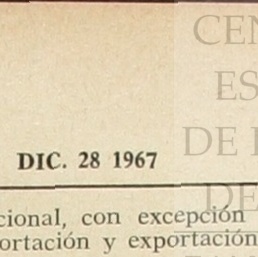 CEN
ES
DE
DE
DIC. 28 1967
cional, con excepción
ortación y exportación